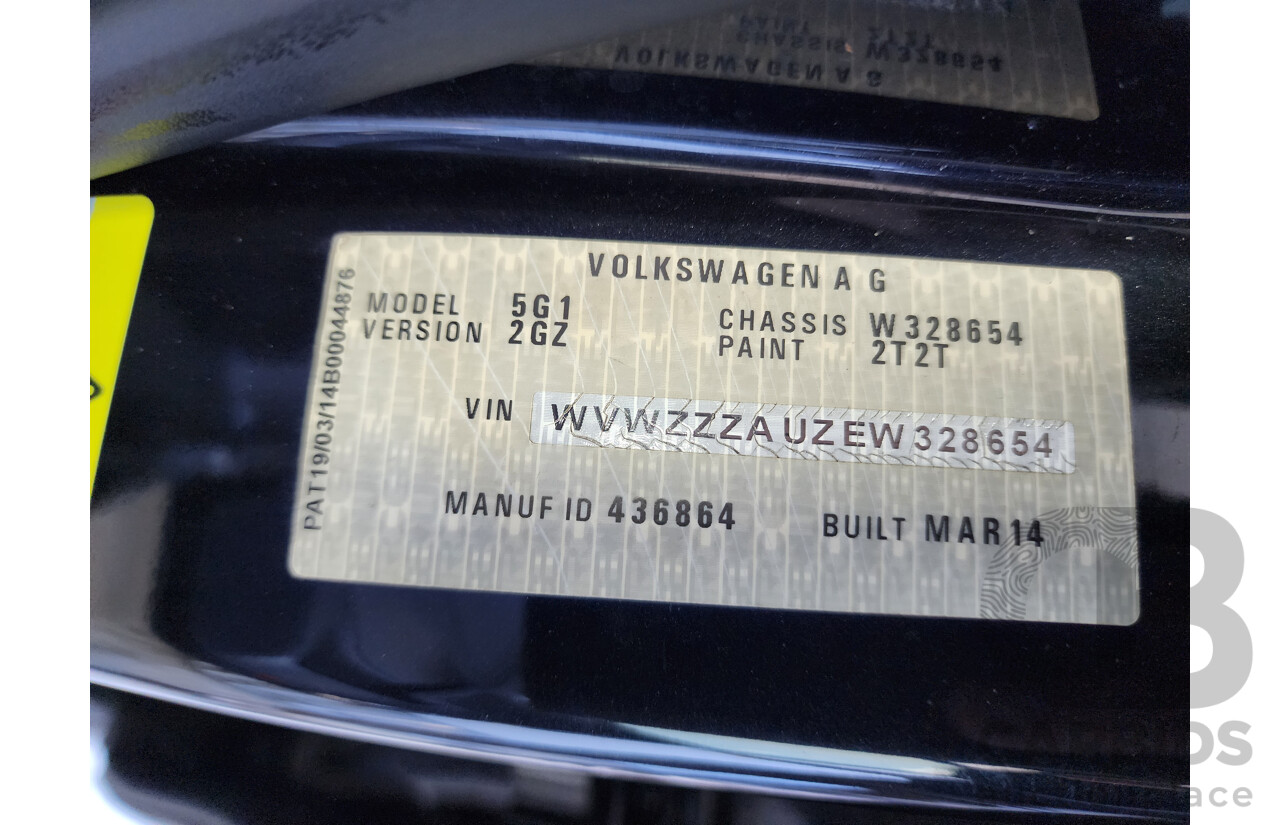 VOLKSWAGEN A G
MODEL 5G1
VERSION 2GZ
CHASSIS W328654
PAINT 2T2T
VIN WVWZZZAUZEW328654
MANUF ID 436864
BUILT MAR14
PAT19/03/14B00044876
CHASSIS W328654
VOLKSWAGEN A G